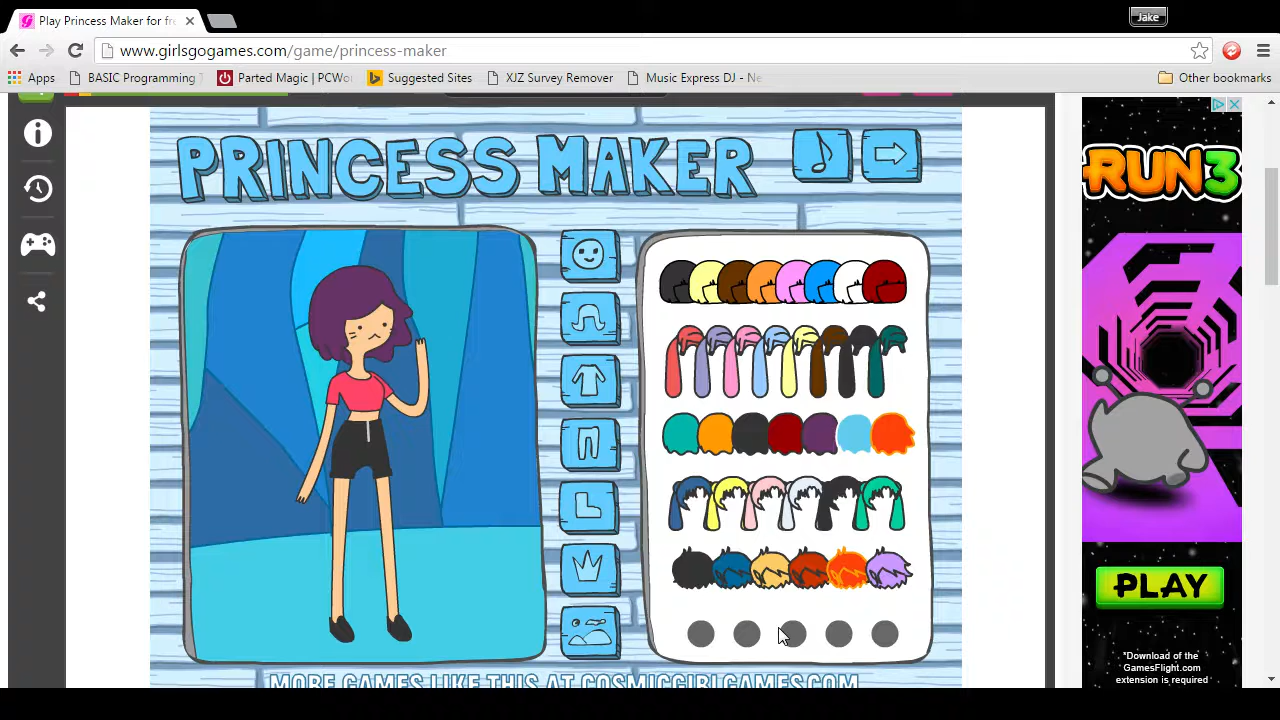 Jake
Play Princess Maker for fre
www.girlsgogames.com/game/princess-maker
Apps BASIC Programming T Parted Magic | PCWor Suggested Sites XJZ Survey Remover Music Express DJ - Ne Other bookmarks
PRINCESS MAKER
RUN3
PLAY
*Download of the
GamesFlight.com
extension is required
MORE GAMES LIKE THIS AT COSMICGIRLGAMES.COM